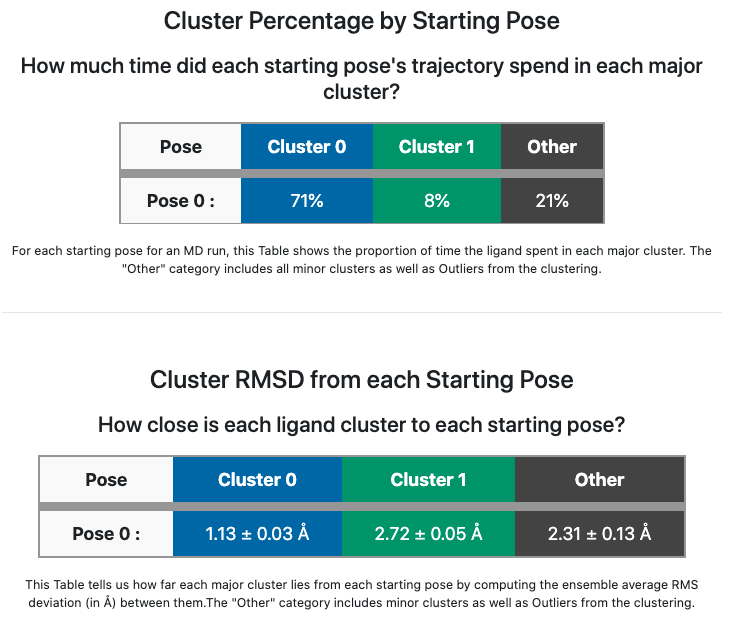 Cluster Percentage by Starting Pose
How much time did each starting pose's trajectory spend in each major
cluster?
Pose Cluster 0 Cluster 1 Other
Pose 0 : 71% 8% 21%
For each starting pose for an MD run, this Table shows the proportion of time the ligand spent in each major cluster. The
"Other" category includes all minor clusters as well as Outliers from the clustering.
Cluster RMSD from each Starting Pose
How close is each ligand cluster to each starting pose?
Pose Cluster 0 Cluster 1 Other
Pose 0 : 1.13 ± 0.03 Å 2.72 ± 0.05 Å 2.31 ± 0.13 Å
This Table tells us how far each major cluster lies from each starting pose by computing the ensemble average RMS
deviation (in Å) between them.The "Other" category includes minor clusters as well as Outliers from the clustering.